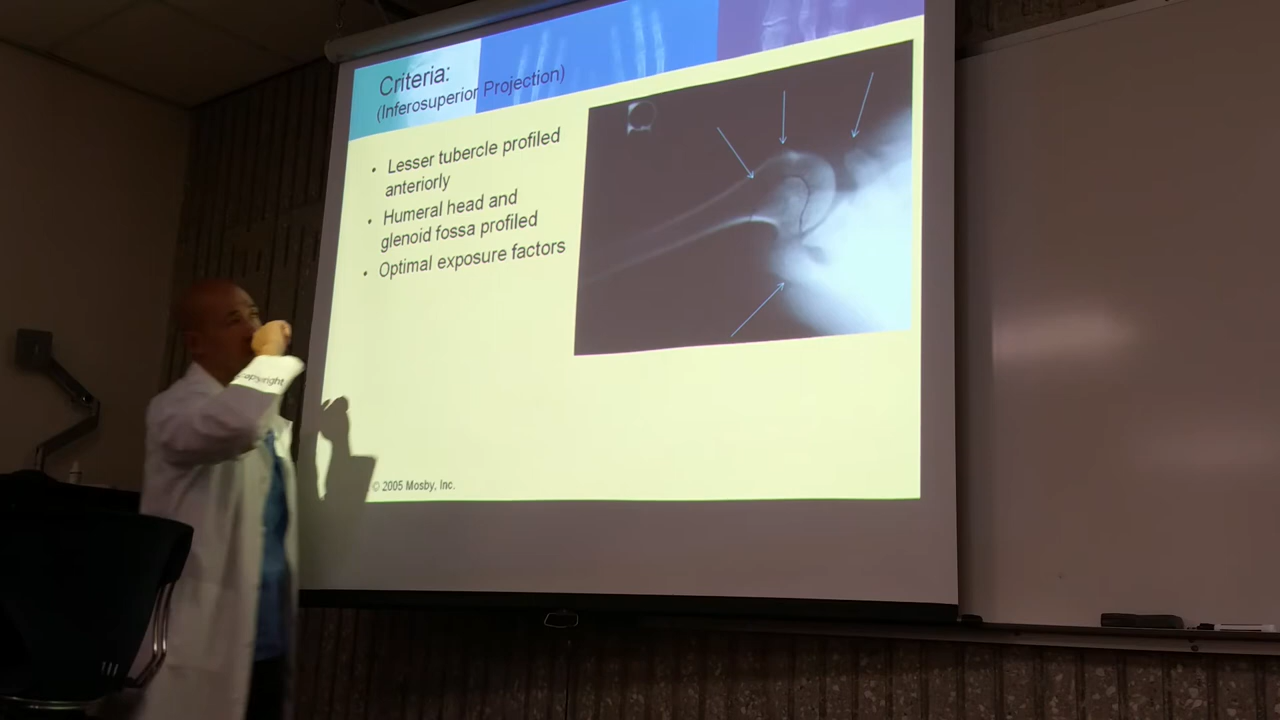 Criteria:
(Inferosuperior Projection)
• Lesser tubercle profiled
anteriorly
• Humeral head and
glenoid fossa profiled
• Optimal exposure factors
Copyright
© 2005 Mosby, Inc.